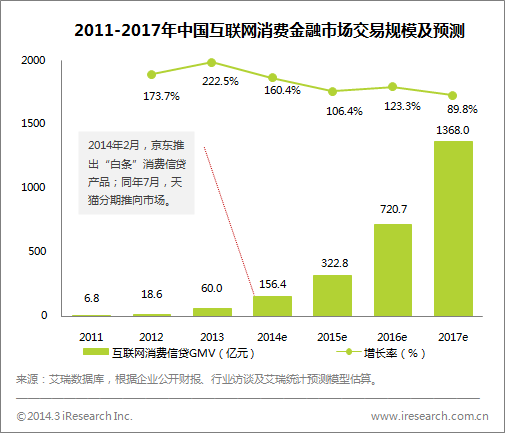 2011-2017年中国互联网消费金融市场交易规模及预测
2000
1500
1000
500
0
173.7%
222.5%
160.4%
106.4%
123.3%
89.8%
2014年2月，京东推
出“白条”消费信贷
产品；同年7月，天
猫分期推向市场。
6.8
18.6
60.0
156.4
322.8
720.7
1368.0
2011
2012
2013
2014e
2015e
2016e
2017e
互联网消费信贷GMV（亿元）
增长率（%）
来源：艾瑞数据库，根据企业公开财报、行业访谈及艾瑞统计预测模型估算。
©2014.3 iResearch Inc.
www.iresearch.com.cn